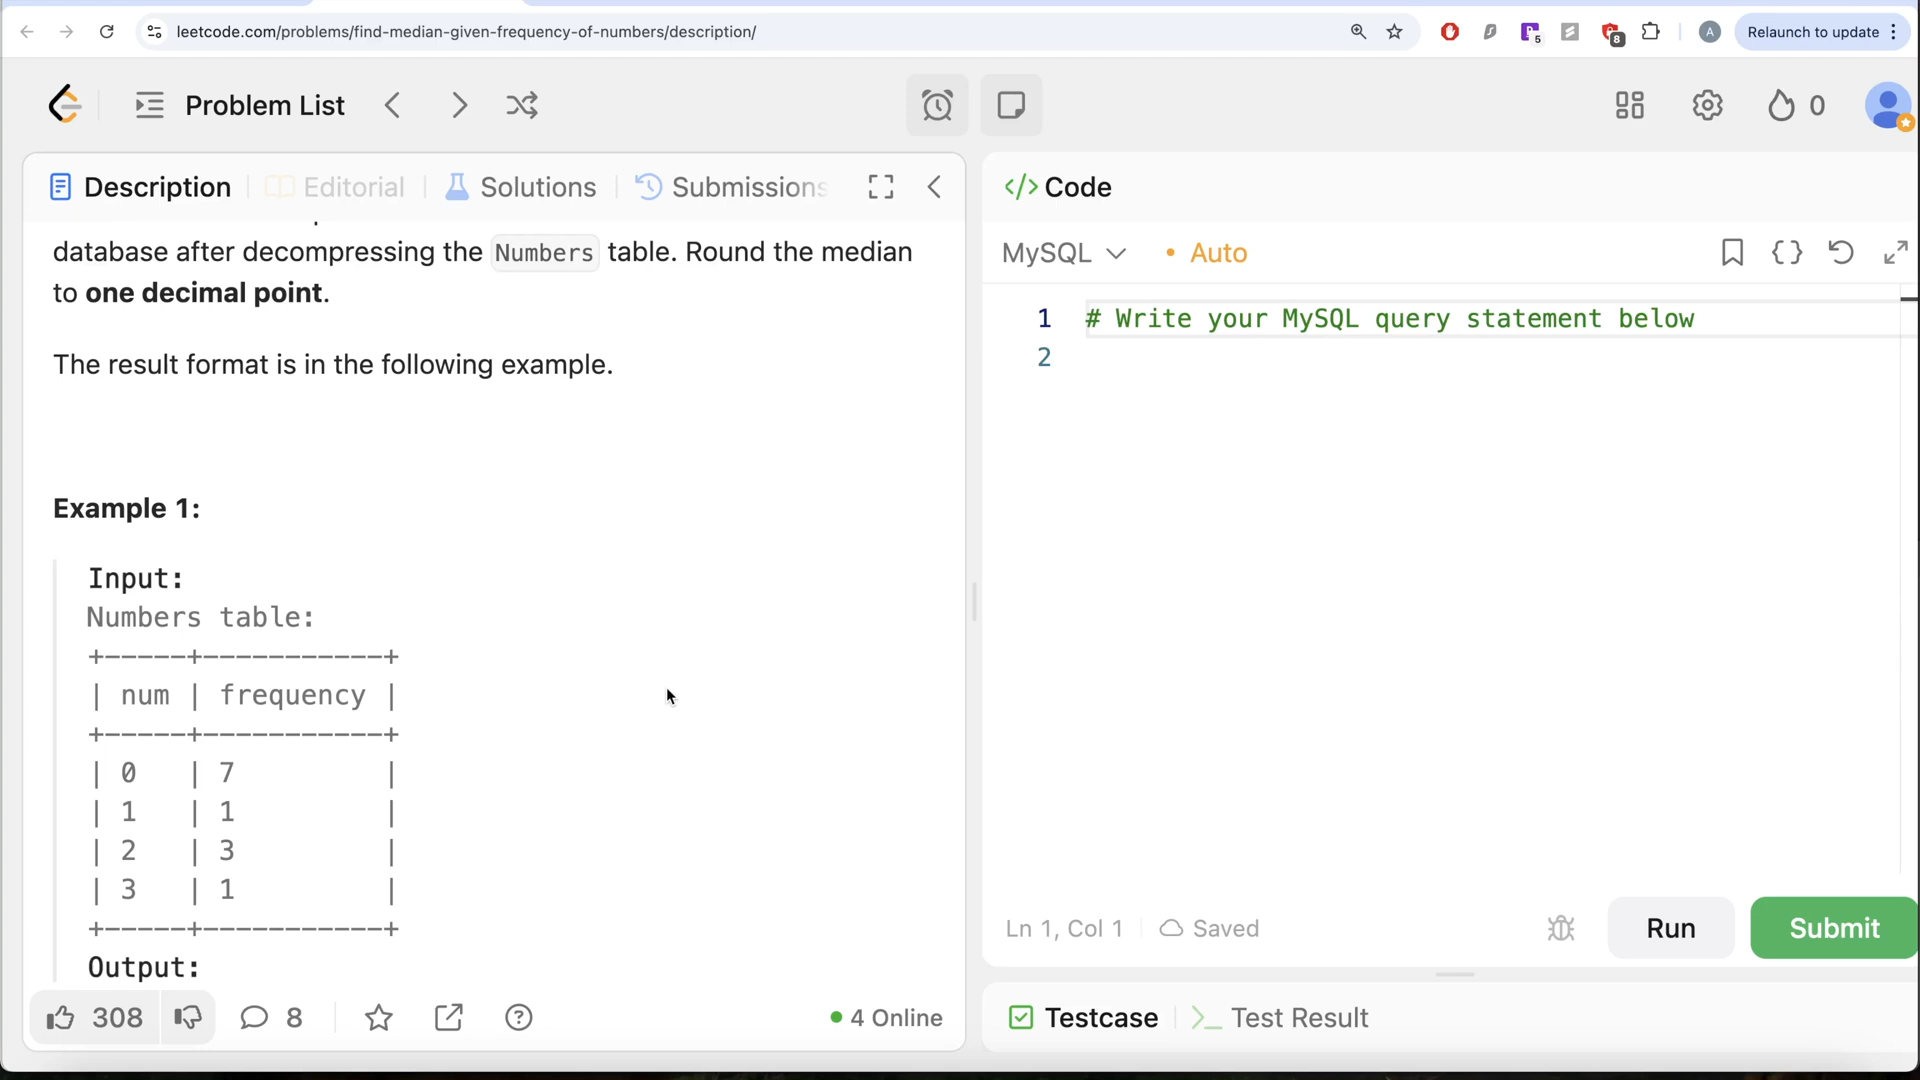 leetcode.com/problems/find-median-given-frequency-of-numbers/description/
5
8
A
Relaunch to update
Problem List
0
Description
Editorial
Solutions
Submissions
database after decompressing the Numbers table. Round the median
to one decimal point.
The result format is in the following example.
Example 1:
Input:
Numbers table:
+-----+-----------+
| num | frequency |
+-----+-----------+
| 0   | 7         |
| 1   | 1         |
| 2   | 3         |
| 3   | 1         |
+-----+-----------+
Output:
308
8
4 Online
</> Code
MySQL
Auto
1 # Write your MySQL query statement below
2
Ln 1, Col 1
Saved
Run
Submit
Testcase
Test Result